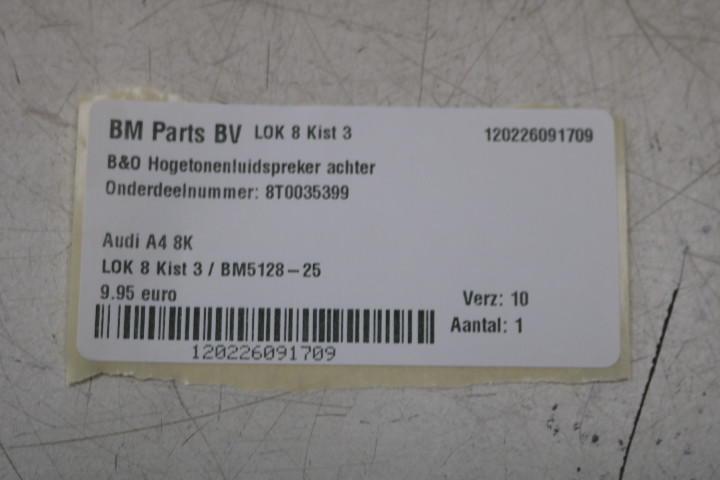 BM Parts BV LOK 8 Kist 3 120226091709
B&O Hogetonenluidspreker achter
Onderdeelnummer: 8T0035399
Audi A4 8K
LOK 8 Kist 3 / BM5128-25
9.95 euro Verz: 10
Aantal: 1
120226091709